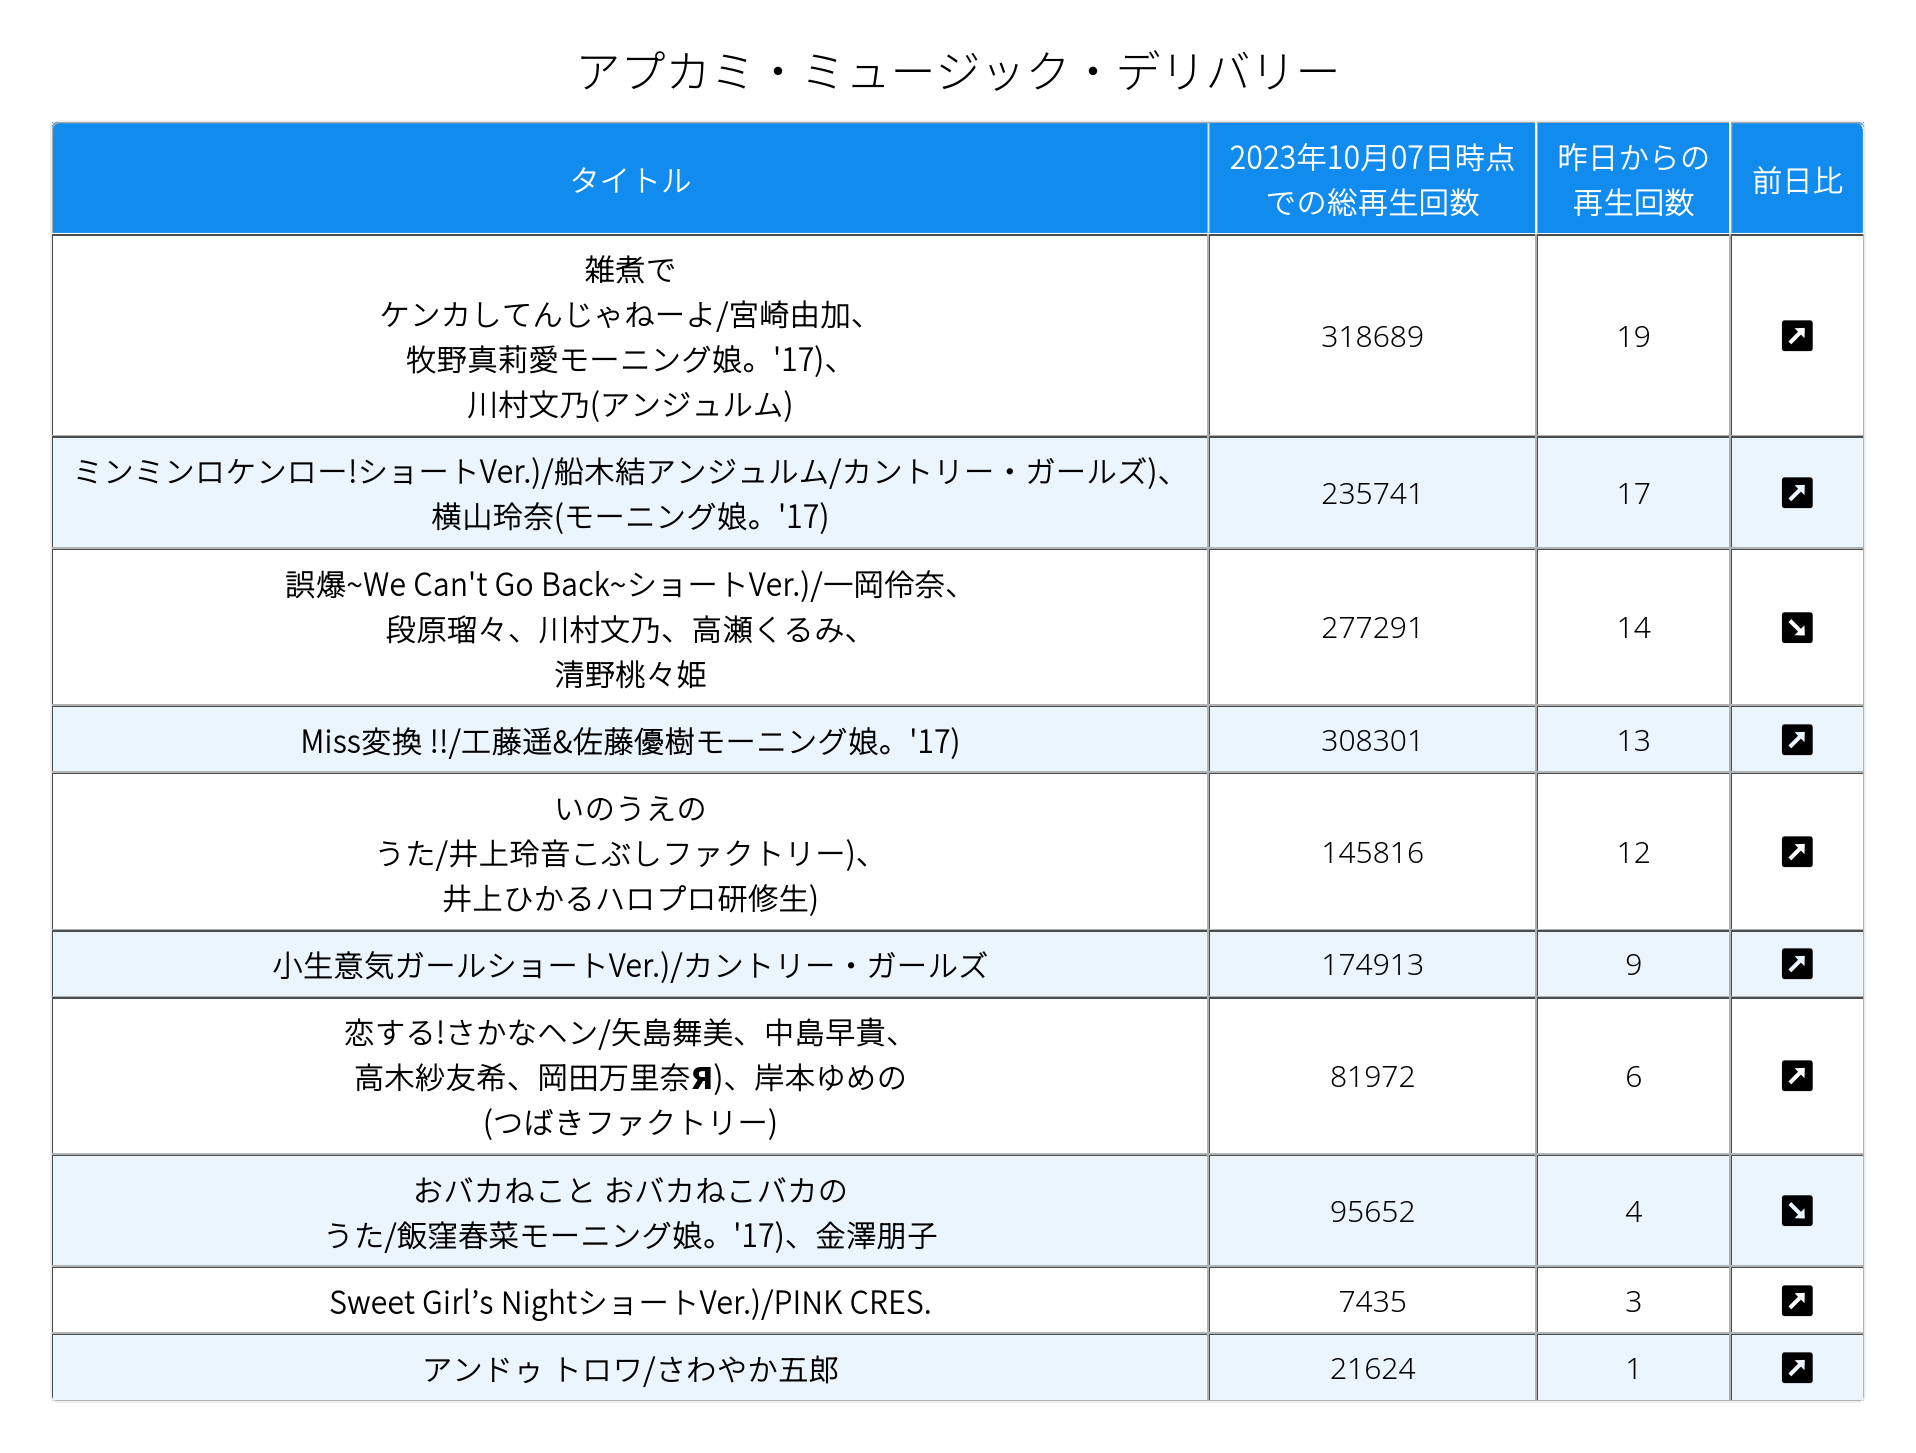 アプカミ・ミュージック・デリバリー
タイトル
2023年10月07日時点
での総再生回数
昨日からの
再生回数
前日比
雑煮で
ケンカしてんじゃねーよ/宮崎由加、
牧野真莉愛モーニング娘。'17)、
川村文乃(アンジュルム)
318689
19
ミンミンロケンロー!ショートVer.)/船木結アンジュルム/カントリー・ガールズ)、
横山玲奈(モーニング娘。'17)
235741
17
誤爆~We Can't Go Back~ショートVer.)/一岡伶奈、
段原瑠々、川村文乃、高瀬くるみ、
清野桃々姫
277291
14
Miss変換 !!/工藤遥&佐藤優樹モーニング娘。'17)
308301
13
いのうえの
うた/井上玲音こぶしファクトリー)、
井上ひかるハロプロ研修生)
145816
12
小生意気ガールショートVer.)/カントリー・ガールズ
174913
9
恋する!さかなヘン/矢島舞美、中島早貴、
高木紗友希、岡田万里奈Я)、岸本ゆめの
(つばきファクトリー)
81972
6
おバカねこと おバカねこバカの
うた/飯窪春菜モーニング娘。'17)、金澤朋子
95652
4
Sweet Girl’s NightショートVer.)/PINK CRES.
7435
3
アンドゥ トロワ/さわやか五郎
21624
1